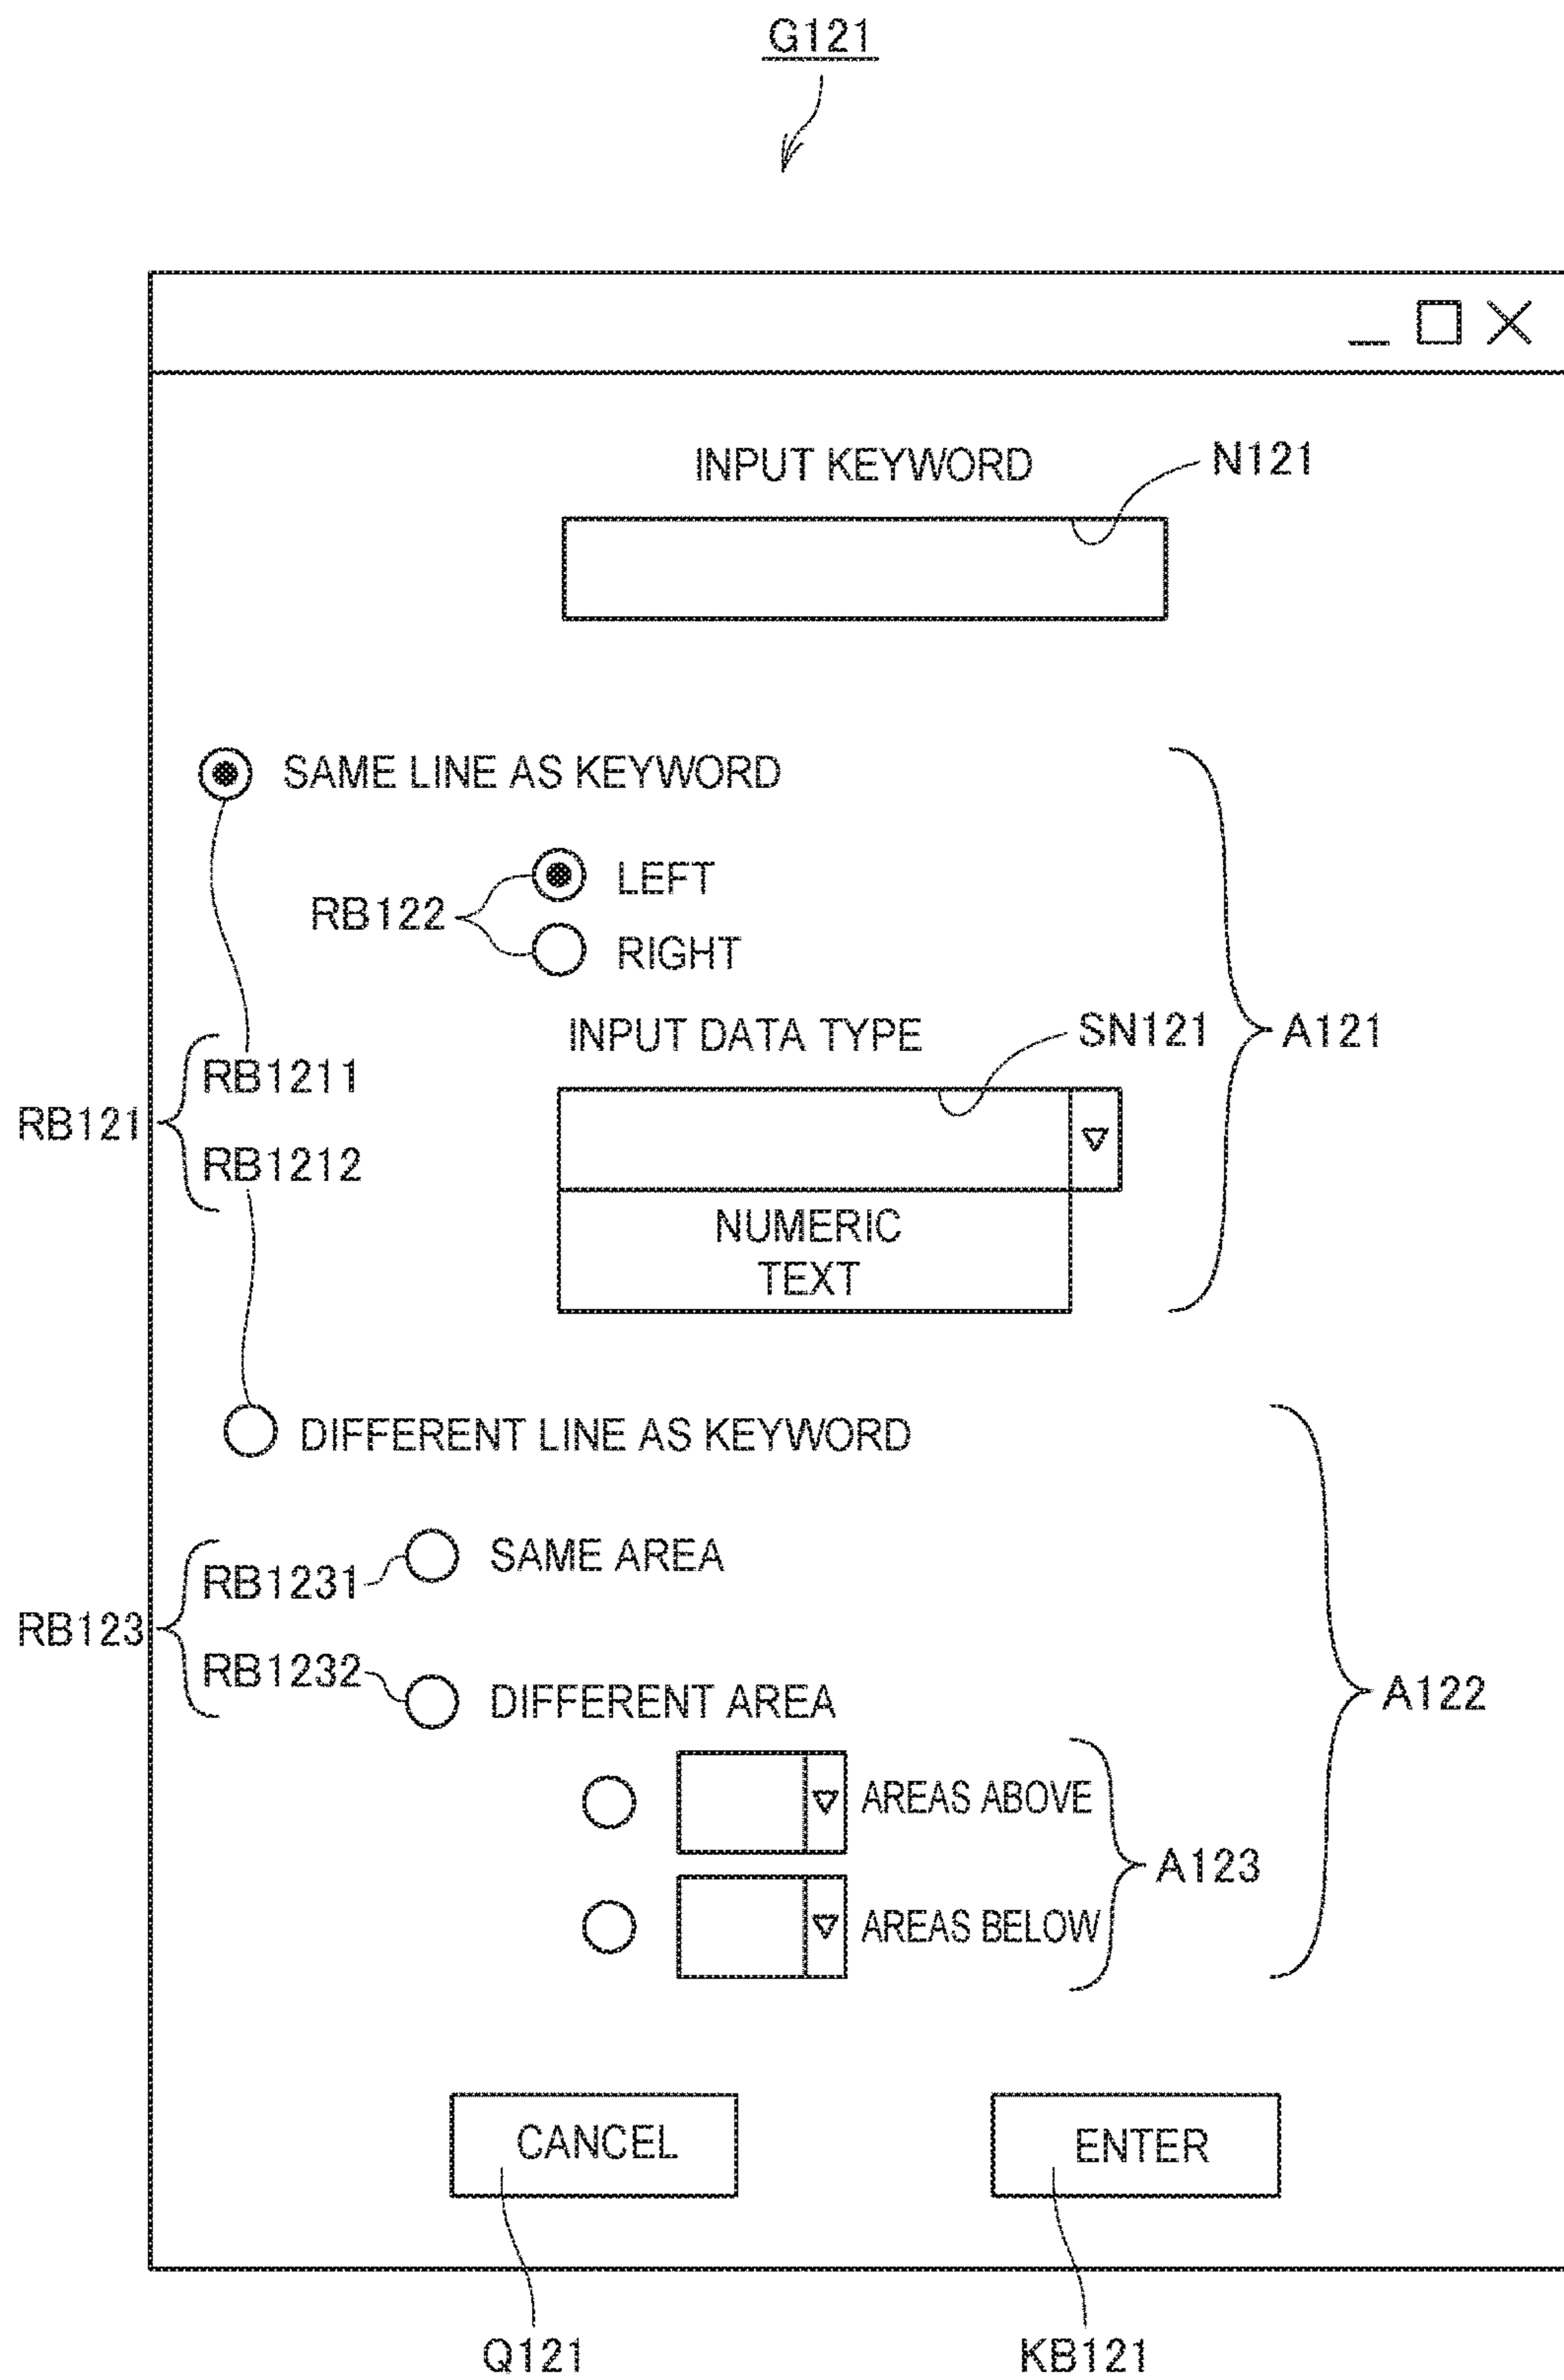 G121
INPUT KEYWORD N121
SAME LINE AS KEYWORD
LEFT
RB122
RIGHT
INPUT DATA TYPE SN121 A121
RB1211
RB121
RB1212
NUMERIC
TEXT
DIFFERENT LINE AS KEYWORD
SAME AREA
RB1231
RB123
RB1232
DIFFERENT AREA A122
AREAS ABOVE
A123
AREAS BELOW
CANCEL ENTER
Q121 KB121